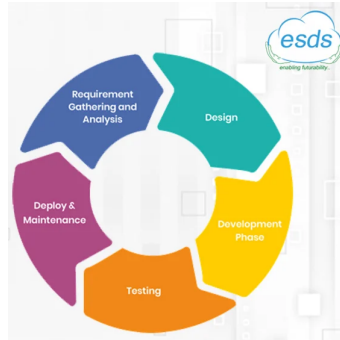 esds
enabling futurability.
Requirement
Gathering and
Analysis
Design
Deploy &
Maintenance
Development
Phase
Testing